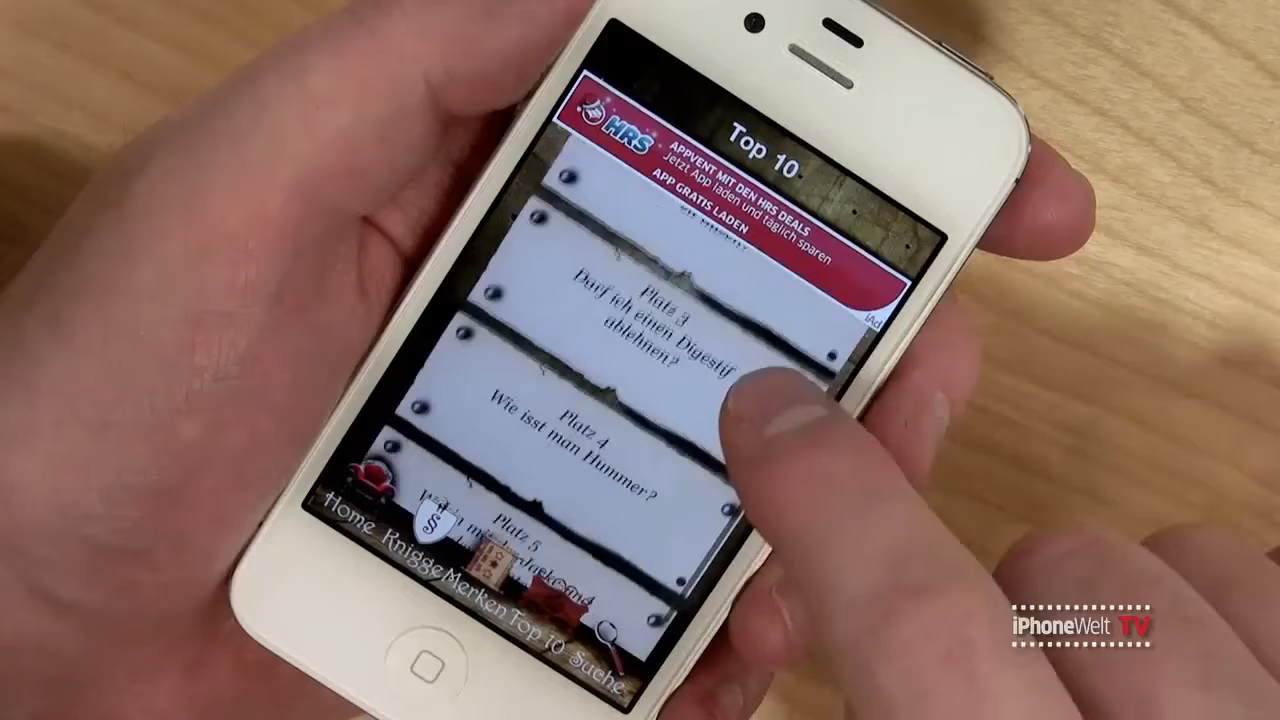 Top 10
HRS
APPVENT MIT DEN HRS DEALS
Jetzt App laden und täglich sparen
APP GRATIS LADEN
iAd
Platz 3
Darf ich einen Digestif
ablehnen?
Platz 4
Wie isst man Hummer?
Platz 5
§
Home Knigge Merken Top 10 Suche
iPhoneWelt TV